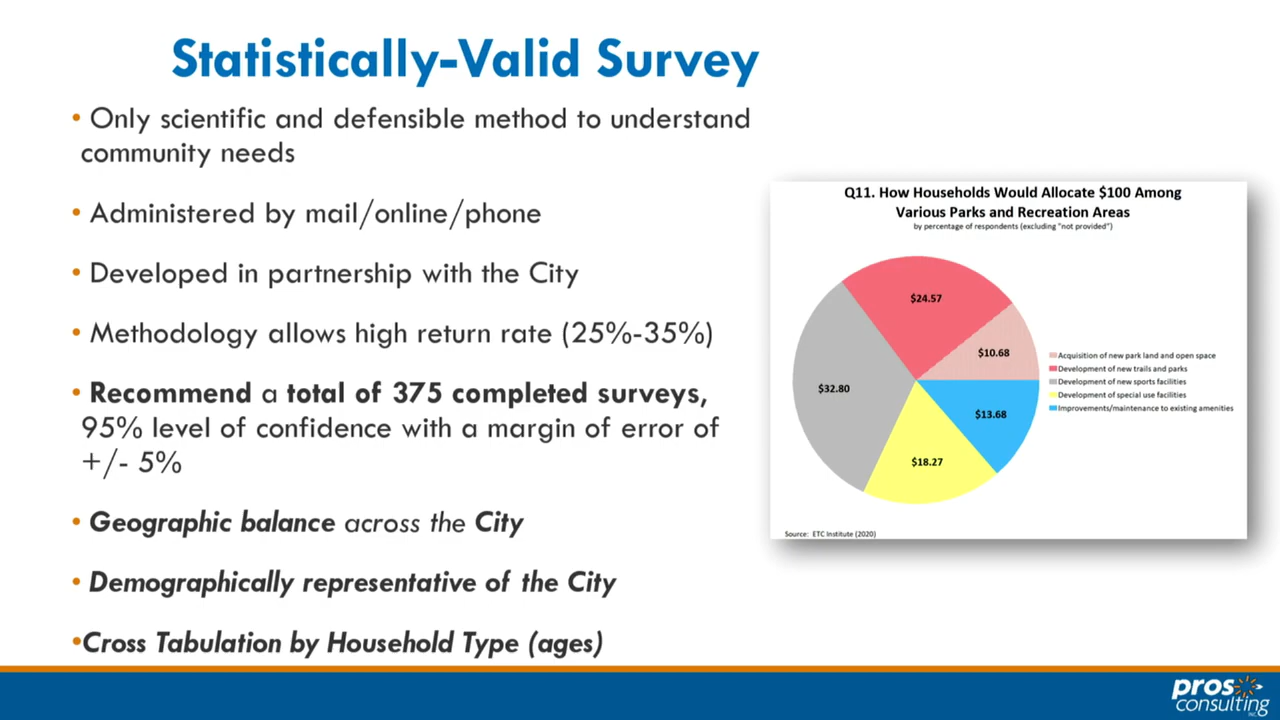 Statistically-Valid Survey
• Only scientific and defensible method to understand
community needs
• Administered by mail/online/phone
• Developed in partnership with the City
• Methodology allows high return rate (25%-35%)
• Recommend a total of 375 completed surveys,
95% level of confidence with a margin of error of
+/- 5%
• Geographic balance across the City
• Demographically representative of the City
•Cross Tabulation by Household Type (ages)
Q11. How Households Would Allocate $100 Among
Various Parks and Recreation Areas
by percentage of respondents (excluding "not provided")
$24.57
$10.68
$32.80
$13.68
$18.27
Acquisition of new park land and open space
Development of new trails and parks
Development of new sports facilities
Development of special use facilities
Improvements/maintenance to existing amenities
Source: ETC Institute (2020)
pros
consulting
INC.